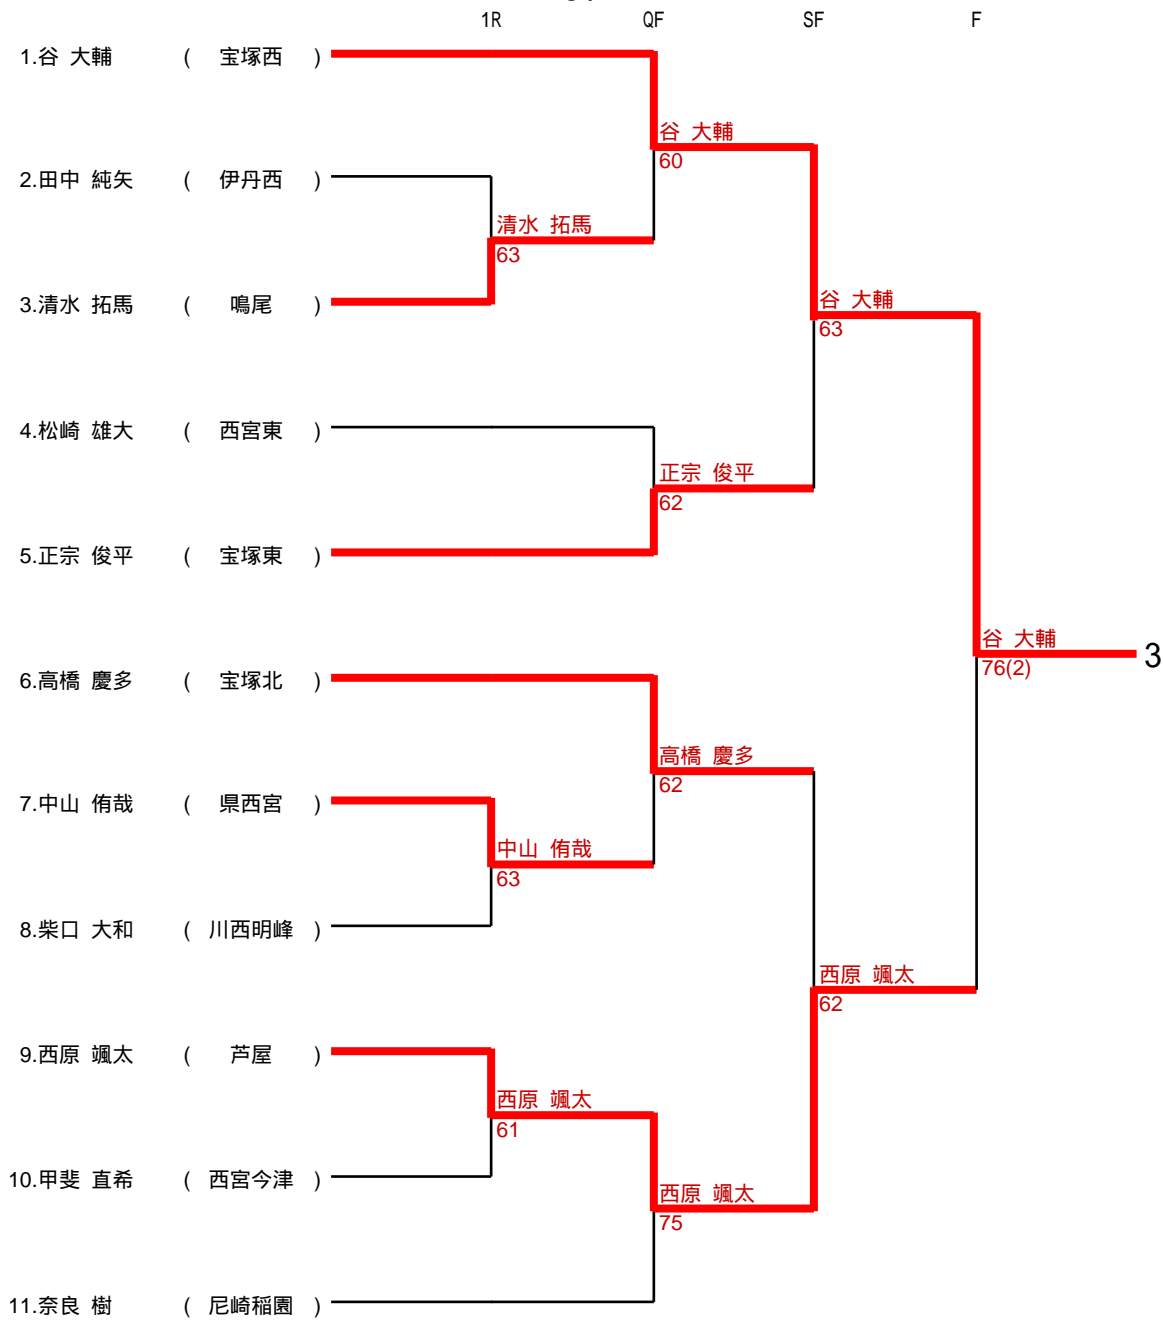 1R QF SF F
1.谷 大輔 ( 宝塚西 )
谷 大輔
60
2.田中 純矢 ( 伊丹西 )
清水 拓馬
63
3.清水 拓馬 ( 鳴尾 )
谷 大輔
63
4.松崎 雄大 ( 西宮東 )
正宗 俊平
62
5.正宗 俊平 ( 宝塚東 )
谷 大輔
76(2)
3
6.高橋 慶多 ( 宝塚北 )
高橋 慶多
62
7.中山 侑哉 ( 県西宮 )
中山 侑哉
63
8.柴口 大和 ( 川西明峰 )
西原 颯太
62
9.西原 颯太 ( 芦屋 )
西原 颯太
61
10.甲斐 直希 ( 西宮今津 )
西原 颯太
75
11.奈良 樹 ( 尼崎稲園 )